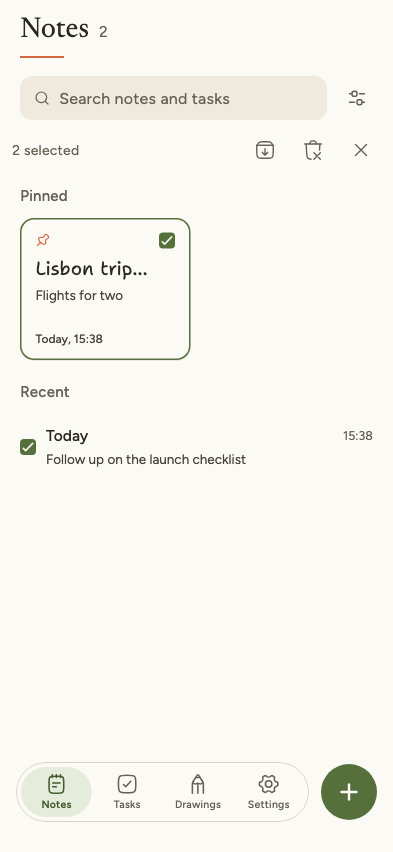 Notes 2
Search notes and tasks
2 selected
Pinned
Lisbon trip...
Flights for two
Today, 15:38
Recent
Today 15:38
Follow up on the launch checklist
Notes Tasks Drawings Settings